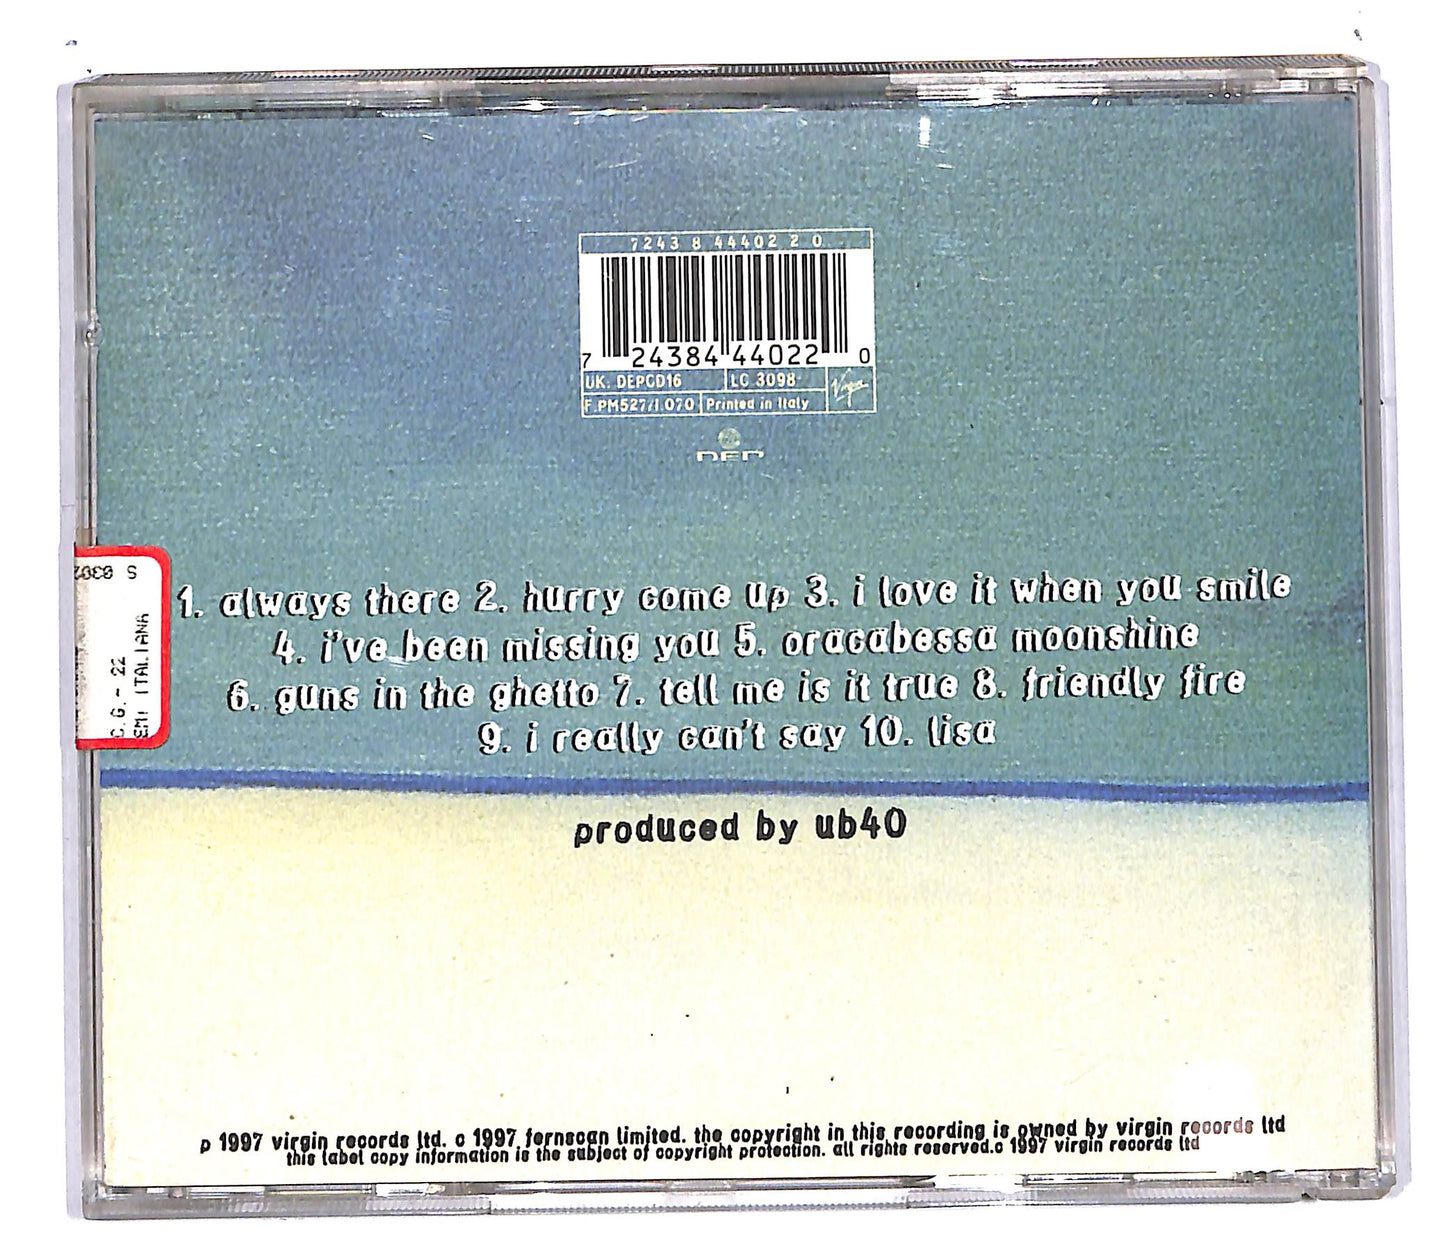 7243 8 44402 2 0
7 24384 44022 0
UK. DEPCD16
LC 3098
Virgin
F.PM527/1.070
Printed in Italy
DEP
S 0302
C.G. - 22
EMI ITALIANA
1. always there 2. hurry come up 3. i love it when you smile
4. i've been missing you 5. oracabessa moonshine
6. guns in the ghetto 7. tell me is it true 8. friendly fire
9. i really can't say 10. lisa
produced by ub40
p 1997 virgin records ltd. c 1997 fernscan limited. the copyright in this recording is owned by virgin records ltd
this label copy information is the subject of copyright protection. all rights reserved.c 1997 virgin records ltd